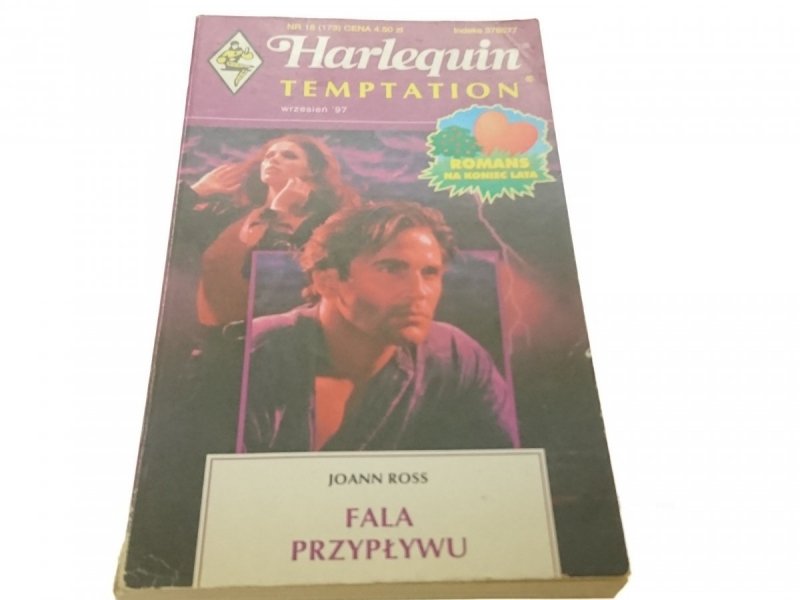 NR 18 (179) CENA 4.50 zł
Harlequin
TEMPTATION®
wrzesień '97
ROMANS
NA KONIEC LATA
JOANN ROSS
FALA
PRZYPŁYWU
Indeks